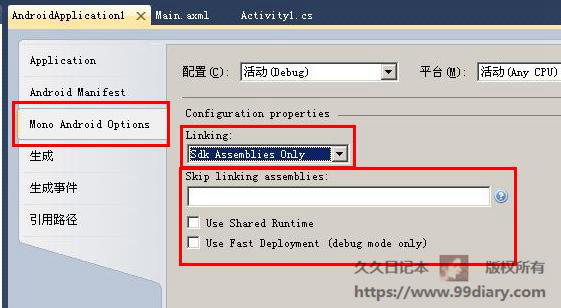 AndroidApplication1 Main.axml Activity1.cs
Application
Android Manifest
Mono Android Options
生成
生成事件
引用路径
配置(C): 活动(Debug) 平台(M): 活动(Any CPU)
Configuration properties
Linking:
Sdk Assemblies Only
Skip linking assemblies:
Use Shared Runtime
Use Fast Deployment (debug mode only)
久久日记本 版权所有
https://www.99diary.com